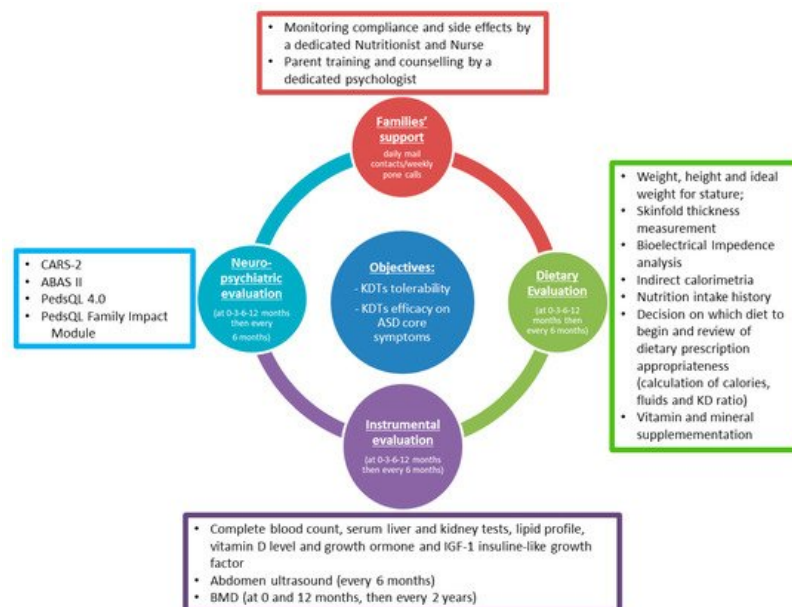 • Monitoring compliance and side effects by
a dedicated Nutritionist and Nurse
• Parent training and counselling by a
dedicated psychologist
Families'
support
daily mail
contacts/weekly
pone calls
• CARS-2
• ABAS II
• PedsQL 4.0
• PedsQL Family Impact
Module
Neuro-
psychiatric
evaluation
(at 0-3-6-12 months
then every
6 months)
Objectives:
- KDTs tolerability
- KDTs efficacy on
ASD core
symptoms
Dietary
Evaluation
(at 0-3-6-12
months then
every 6 months)
• Weight, height and ideal
weight for stature;
• Skinfold thickness
measurement
• Bioelectrical Impedence
analysis
• Indirect calorimetria
• Nutrition intake history
• Decision on which diet to
begin and review of
dietary prescription
appropriateness
(calculation of calories,
fluids and KD ratio)
• Vitamin and mineral
supplemementation
Instrumental
evaluation
(at 0-3-6-12 months
then every 6 months)
• Complete blood count, serum liver and kidney tests, lipid profile,
vitamin D level and growth ormone and IGF-1 insuline-like growth
factor
• Abdomen ultrasound (every 6 months)
• BMD (at 0 and 12 months, then every 2 years)